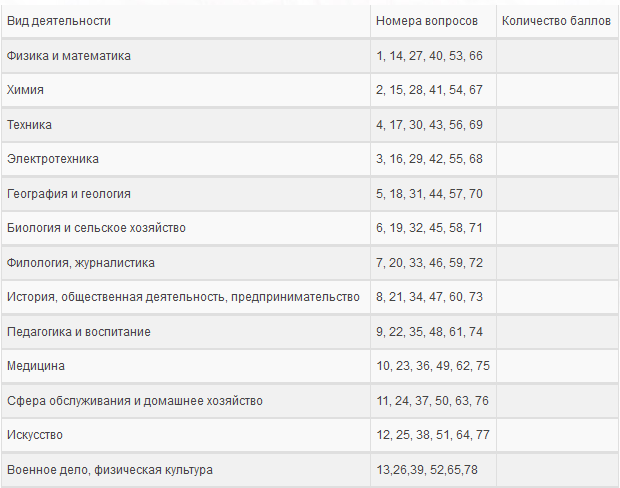 Вид деятельности Номера вопросов Количество баллов
Физика и математика 1, 14, 27, 40, 53, 66
Химия 2, 15, 28, 41, 54, 67
Техника 4, 17, 30, 43, 56, 69
Электротехника 3, 16, 29, 42, 55, 68
География и геология 5, 18, 31, 44, 57, 70
Биология и сельское хозяйство 6, 19, 32, 45, 58, 71
Филология, журналистика 7, 20, 33, 46, 59, 72
История, общественная деятельность, предпринимательство 8, 21, 34, 47, 60, 73
Педагогика и воспитание 9, 22, 35, 48, 61, 74
Медицина 10, 23, 36, 49, 62, 75
Сфера обслуживания и домашнее хозяйство 11, 24, 37, 50, 63, 76
Искусство 12, 25, 38, 51, 64, 77
Военное дело, физическая культура 13,26,39, 52,65,78